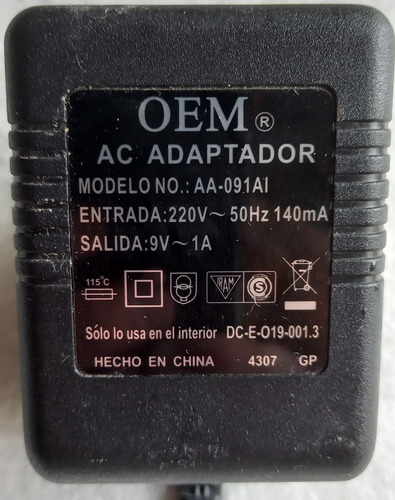 OEM ®
AC ADAPTADOR
MODELO NO.: AA-091AI
ENTRADA:220V～50Hz 140mA
SALIDA:9V～1A
115°C
IRAM S
Sólo lo usa en el interior DC-E-O19-001.3
HECHO EN CHINA 4307 GP